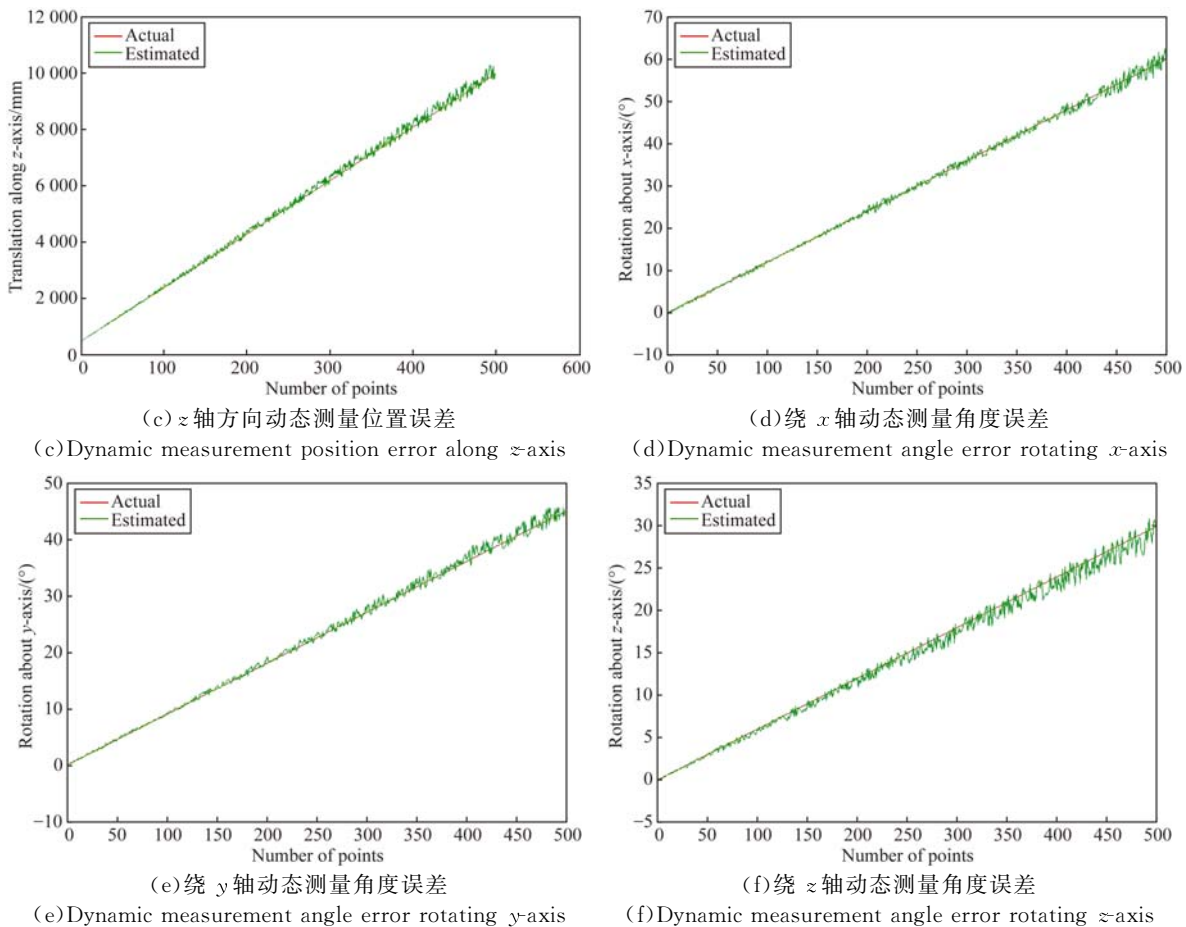 12 000
10 000
8 000
6 000
4 000
2 000
0
Translation along z-axis/mm
Actual
Estimated
100 200 300 400 500 600
Number of points
(c) z轴方向动态测量位置误差
(c)Dynamic measurement position error along z-axis
70
60
50
40
30
20
10
0
−10
Rotation about x-axis/(°)
Actual
Estimated
0 50 100 150 200 250 300 350 400 450 500
Number of points
(d)绕 x 轴动态测量角度误差
(d)Dynamic measurement angle error rotating x-axis
50
40
30
20
10
0
−10
Rotation about y-axis/(°)
Actual
Estimated
0 50 100 150 200 250 300 350 400 450 500
Number of points
(e)绕 y 轴动态测量角度误差
(e)Dynamic measurement angle error rotating y-axis
35
30
25
20
15
10
5
0
−5
Rotation about z-axis/(°)
Actual
Estimated
0 50 100 150 200 250 300 350 400 450 500
Number of points
(f)绕 z 轴动态测量角度误差
(f)Dynamic measurement angle error rotating z-axis